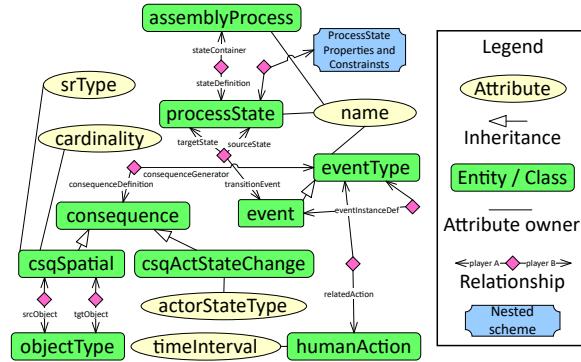 assemblyProcess
stateContainer
ProcessState
Properties and
Constrainsts
stateDefinition
srType
processState
name
cardinality
targetState
sourceState
consequenceGenerator
eventType
consequenceDefinition
transitionEvent
consequence
event
eventInstanceDef
csqSpatial
csqActStateChange
srcObject
tgtObject
actorStateType
relatedAction
objectType
timeInterval
humanAction
Legend
Attribute
Inheritance
Entity / Class
Attribute owner
player A
player B
Relationship
Nested
scheme